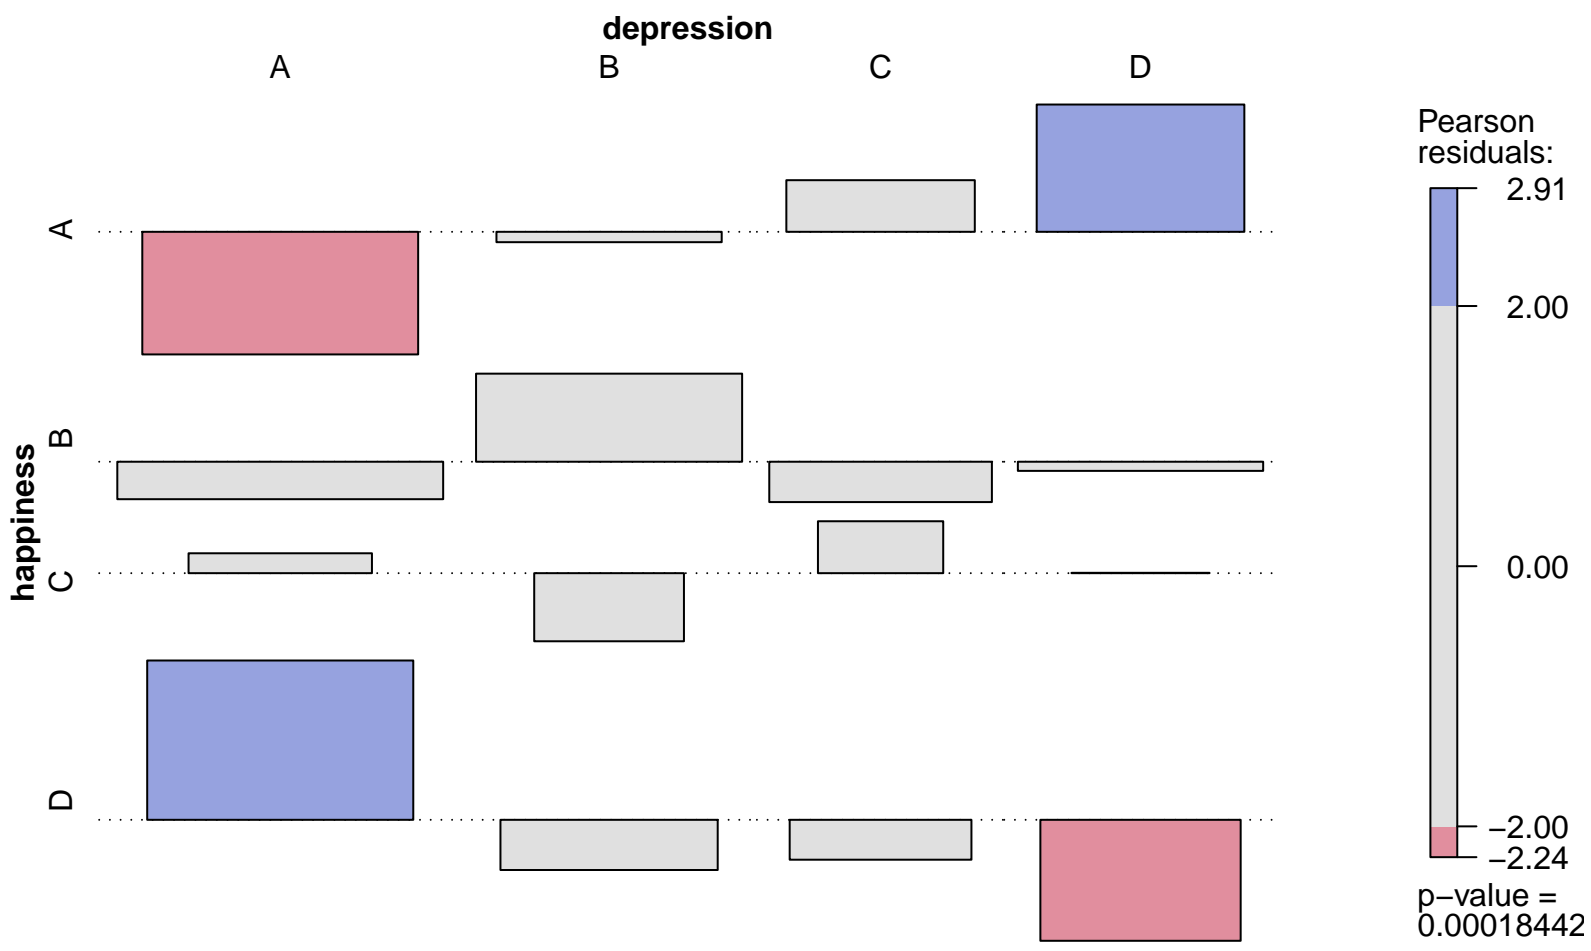 depression
A B C D
happiness
A
B
C
D
Pearson
residuals:
2.91
2.00
0.00
−2.00
−2.24
p−value =
0.00018442